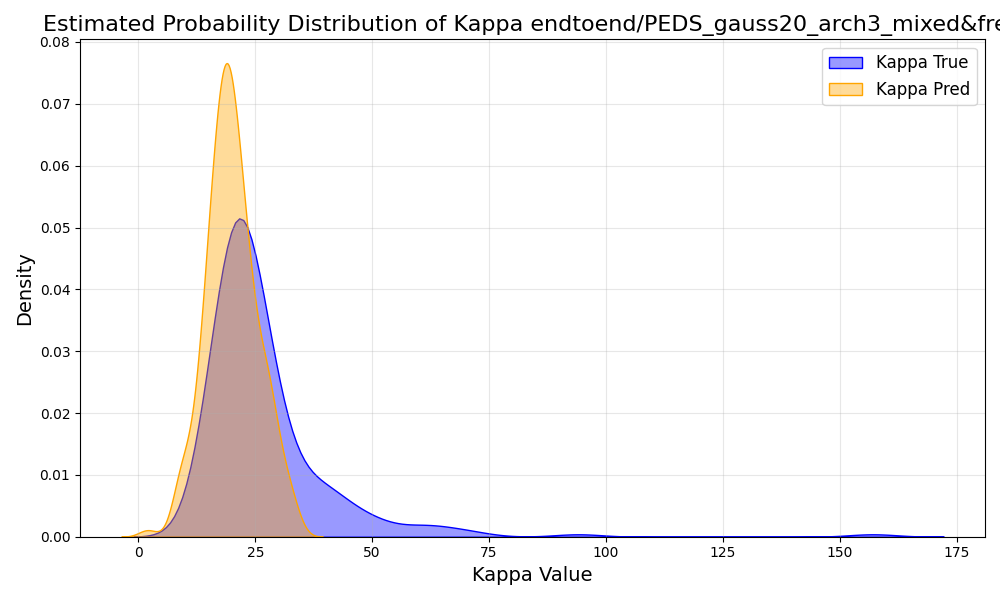 Estimated Probability Distribution of Kappa endtoend/PEDS_gauss20_arch3_mixed&fre
0.08
0.07
0.06
0.05
0.04
0.03
0.02
0.01
0.00
Density
Kappa True
Kappa Pred
0 25 50 75 100 125 150 175
Kappa Value